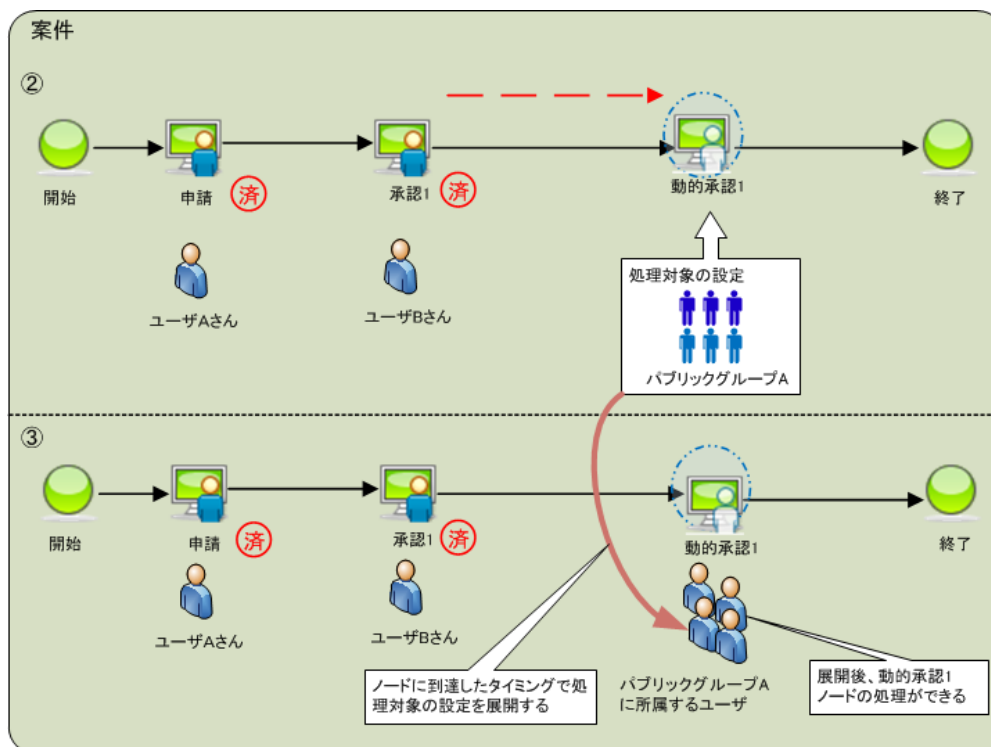 案件
②
開始
申請
済
承認1
済
動的承認1
終了
ユーザAさん
ユーザBさん
処理対象の設定
パブリックグループA
③
開始
申請
済
承認1
済
動的承認1
終了
ユーザAさん
ユーザBさん
ノードに到達したタイミングで処
理対象の設定を展開する
パブリックグループA
に所属するユーザ
展開後、動的承認1
ノードの処理ができる